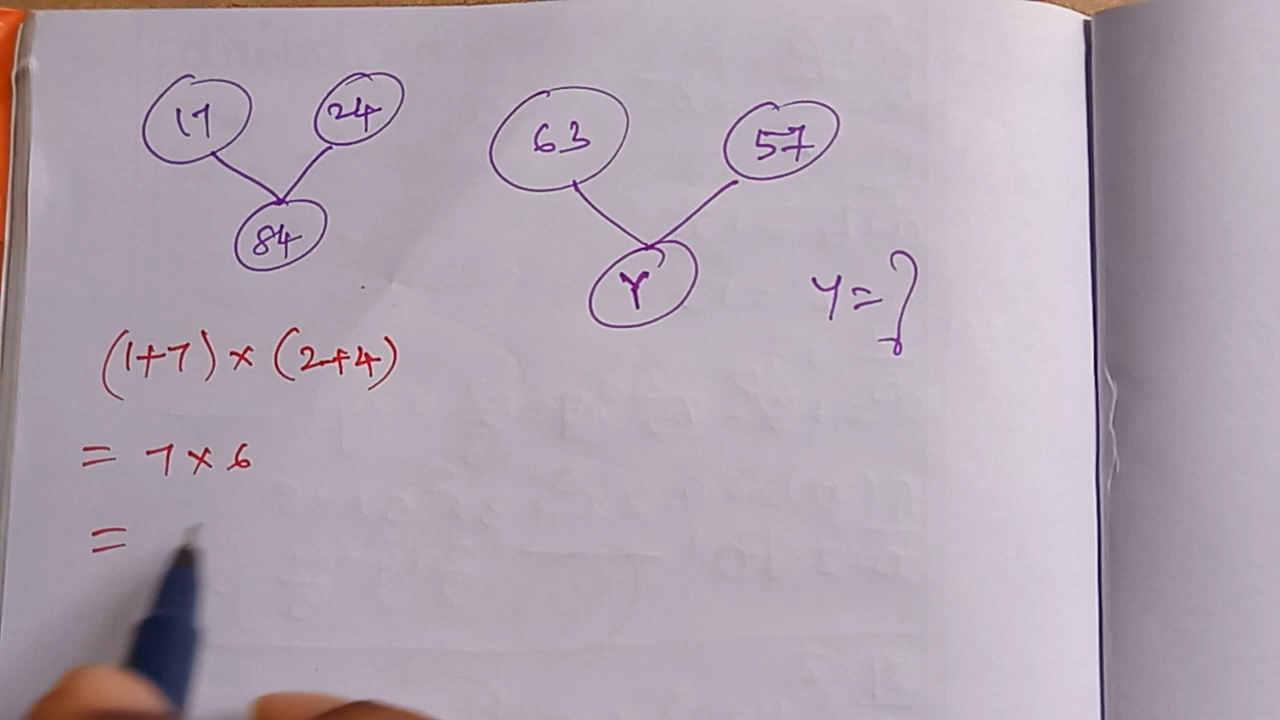 17 24
84
63 57
Y
Y = ?
(1+7) × (2+4)
= 7 × 6
=